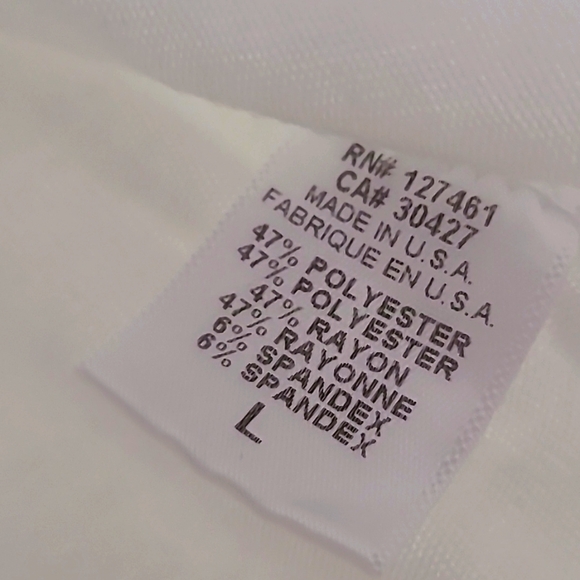 RN# 127461
CA# 30427
MADE IN U.S.A.
FABRIQUE EN U.S.A.
47% POLYESTER
47% POLYESTER
47% RAYON
47% RAYONNE
6% SPANDEX
6% SPANDEX
L